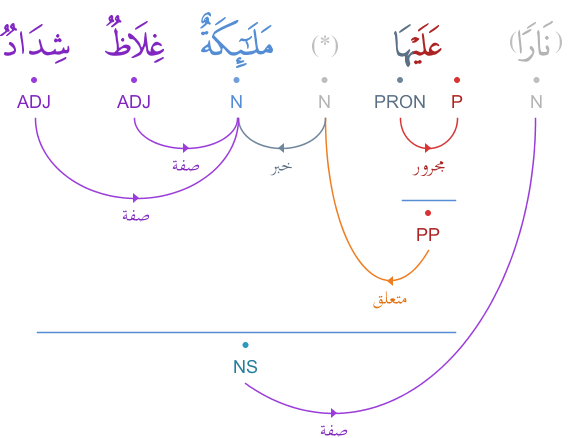 (نَارًا) عَلَيْهَا (*) مَلَـٰٓئِكَةٌ غِلَاظٌ شِدَادٌ
N P PRON N N ADJ ADJ
مجرور
خبر
صفة
صفة
PP
متعلق
NS
صفة